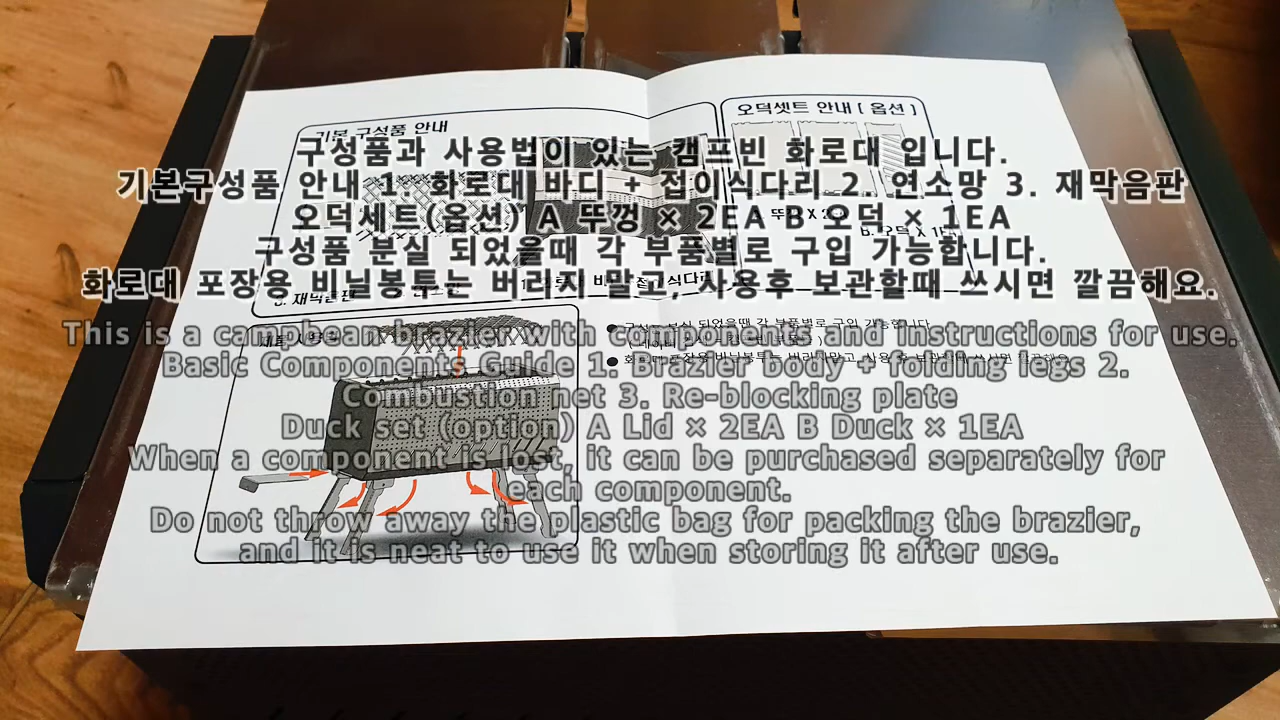 오덕셋트 안내 [ 옵션 ]
기본 구성품 안내
구성품과 사용법이 있는 캠프빈 화로대 입니다.
기본구성품 안내 1. 화로대 바디 + 접이식다리 2. 연소망 3. 재막음판
오덕세트(옵션) A 뚜껑 × 2EA B 오덕 × 1EA
구성품 분실 되었을때 각 부품별로 구입 가능합니다.
화로대 포장용 비닐봉투는 버리지 말고, 사용후 보관할때 쓰시면 깔끔해요.
This is a campbean brazier with components and instructions for use.
Basic Components Guide 1. Brazier body + folding legs 2.
Combustion net 3. Re-blocking plate
Duck set (option) A Lid × 2EA B Duck × 1EA
When a component is lost, it can be purchased separately for
each component.
Do not throw away the plastic bag for packing the brazier,
and it is neat to use it when storing it after use.